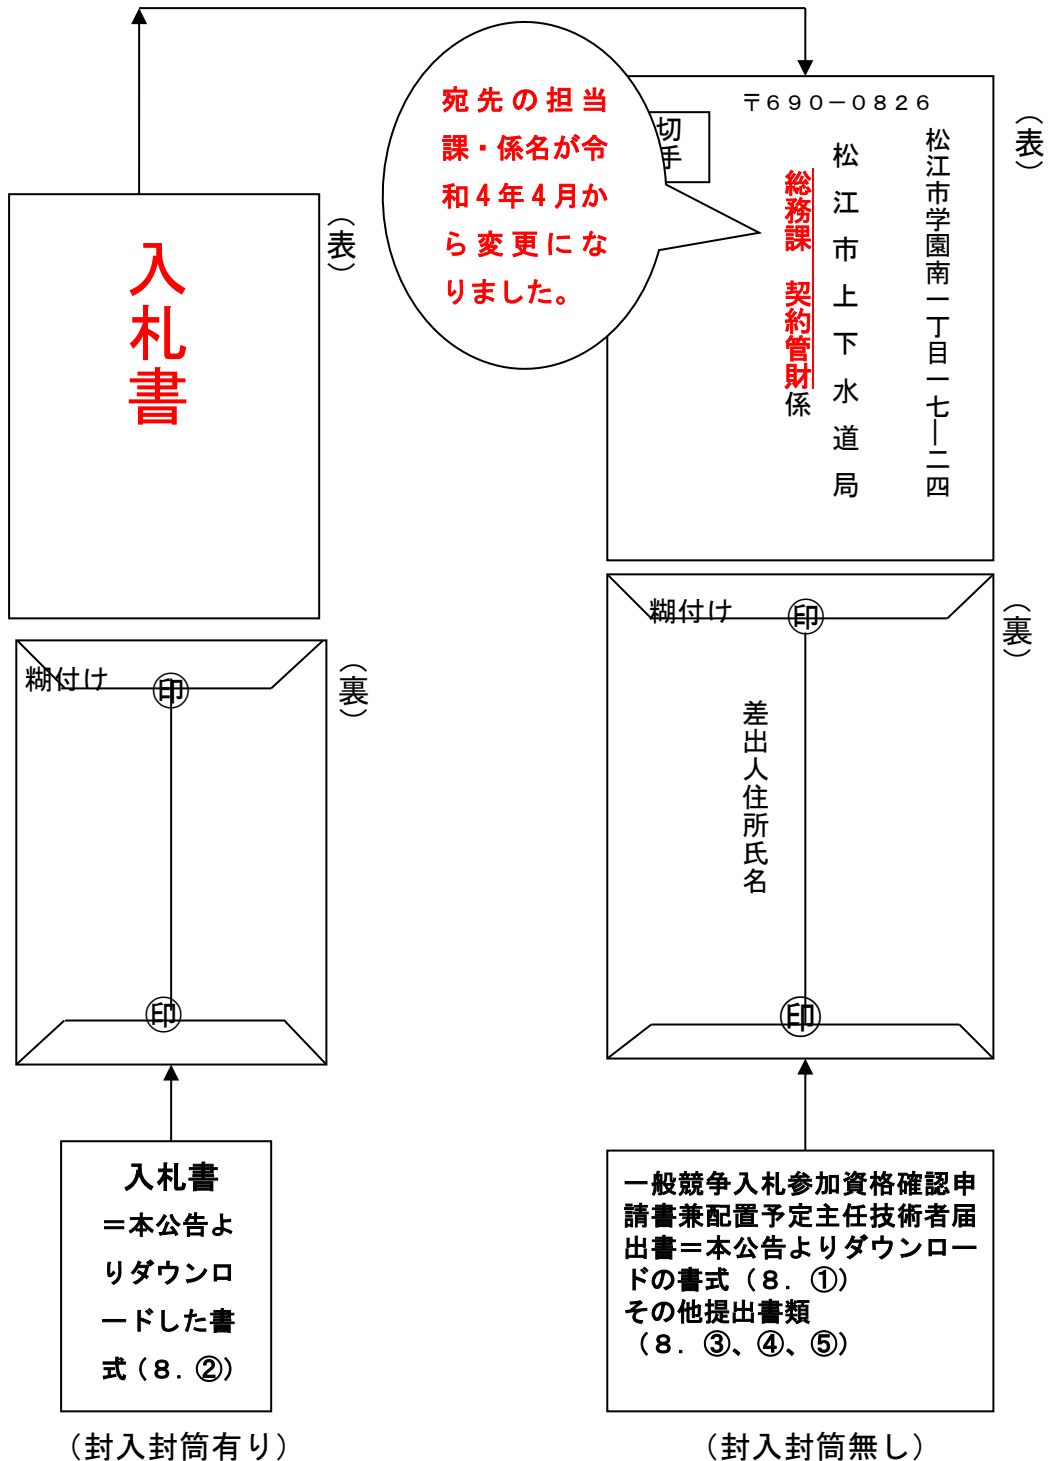 宛先の担当
課・係名が令
和4年4月か
ら変更にな
りました。
〒690－0826
切手
松江市学園南一丁目一七―二四
松江市上下水道局
総務課　契約管財係
（表）
入札書
（表）
糊付け
印
（裏）
印
糊付け
印
（裏）
差出人住所氏名
印
入札書
＝本公告よ
りダウンロ
ードした書
式（８．②）
（封入封筒有り）
一般競争入札参加資格確認申
請書兼配置予定主任技術者届
出書＝本公告よりダウンロー
ドの書式（８．①）
その他提出書類
（８．③、④、⑤）
（封入封筒無し）